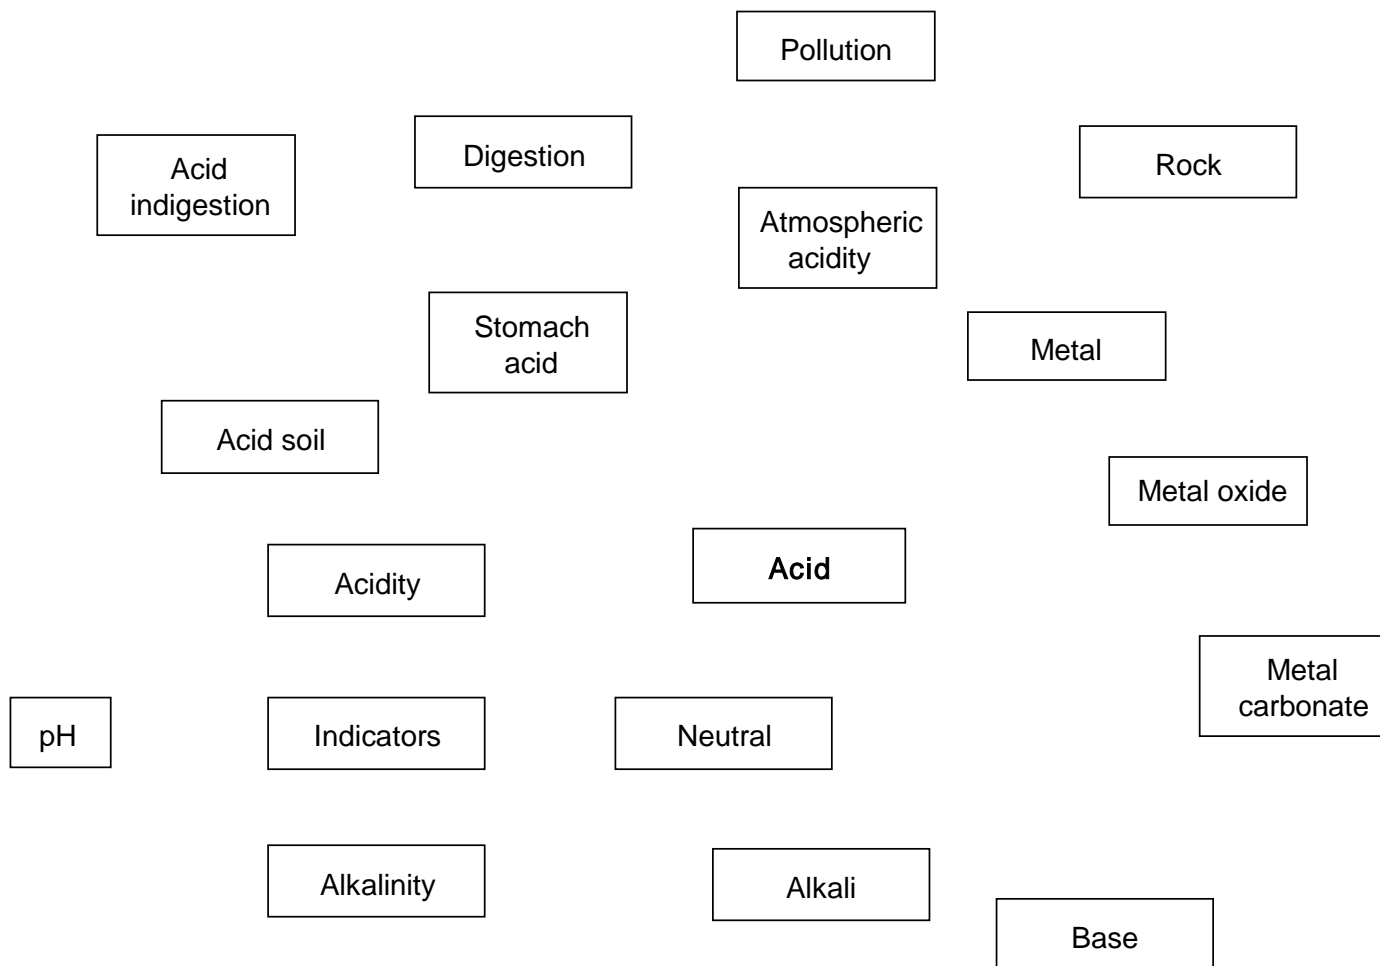 Pollution
Digestion
Rock
Acid
indigestion
Atmospheric
acidity
Stomach
acid
Metal
Acid soil
Metal oxide
Acid
Acidity
Metal
carbonate
pH
Indicators
Neutral
Alkalinity
Alkali
Base